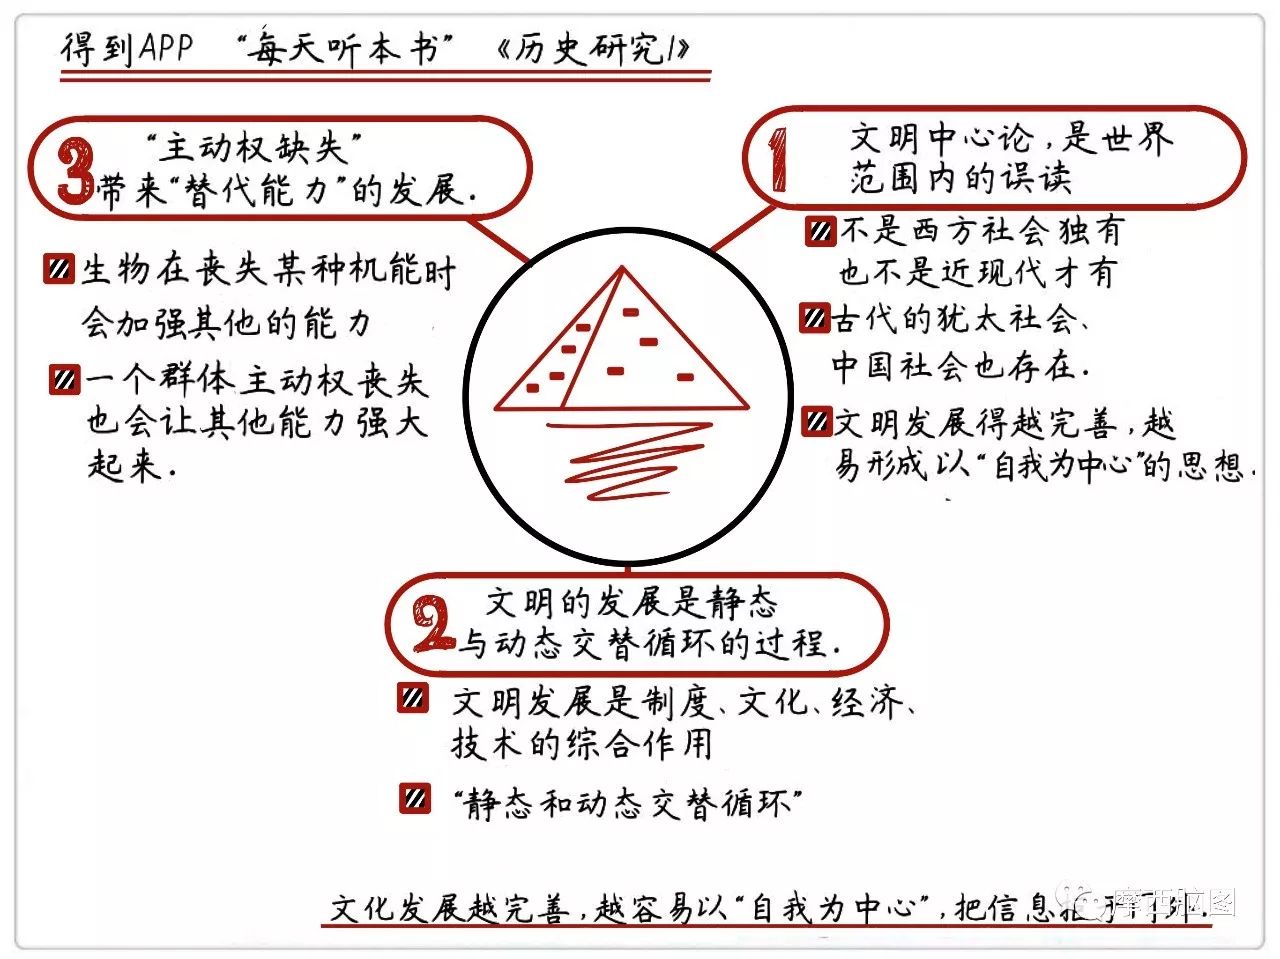 得到APP “每天听本书” 《历史研究1》
1 文明中心论，是世界
范围内的误读
不是西方社会独有
也不是近现代才有
古代的犹太社会、
中国社会也存在.
文明发展得越完善，越
易形成以“自我为中心”的思想.
2 文明的发展是静态
与动态交替循环的过程.
文明发展是制度、文化、经济、
技术的综合作用
“静态和动态交替循环”
3 “主动权缺失”
带来“替代能力”的发展.
生物在丧失某种机能时
会加强其他的能力
一个群体主动权丧失
也会让其他能力强大
起来.
文化发展越完善，越容易以“自我为中心”，把信息
摩西脑图